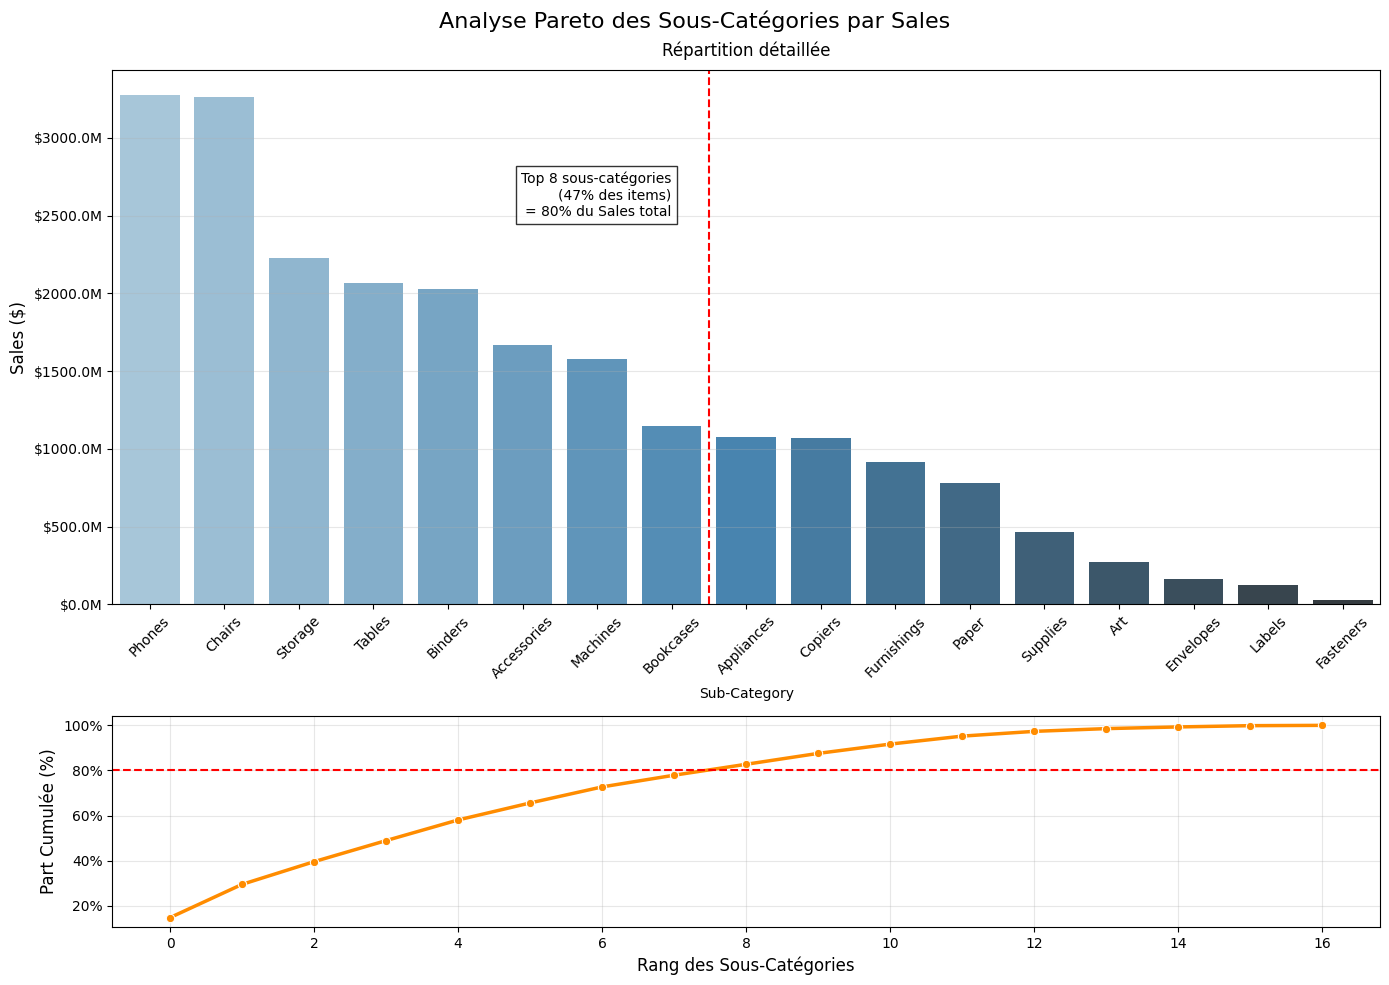 Analyse Pareto des Sous-Catégories par Sales
Répartition détaillée
Sales ($)
$3000.0M
$2500.0M
$2000.0M
$1500.0M
$1000.0M
$500.0M
$0.0M
Top 8 sous-catégories
(47% des items)
= 80% du Sales total
Phones
Chairs
Storage
Tables
Binders
Accessories
Machines
Bookcases
Appliances
Copiers
Furnishings
Paper
Supplies
Art
Envelopes
Labels
Fasteners
Sub-Category
Part Cumulée (%)
100%
80%
60%
40%
20%
0 2 4 6 8 10 12 14 16
Rang des Sous-Catégories